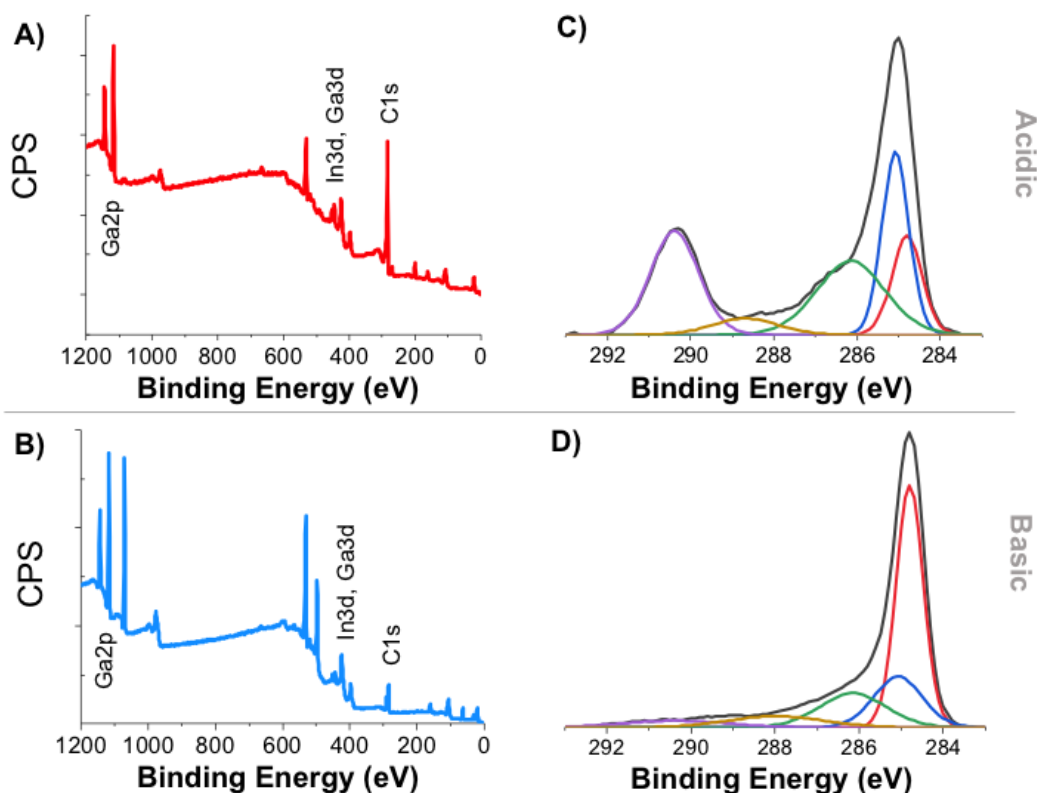 A)
CPS
Ga2p
In3d, Ga3d
C1s
1200 1000 800 600 400 200 0
Binding Energy (eV)
C)
292 290 288 286 284
Binding Energy (eV)
Acidic
B)
CPS
Ga2p
In3d, Ga3d
C1s
1200 1000 800 600 400 200 0
Binding Energy (eV)
D)
292 290 288 286 284
Binding Energy (eV)
Basic